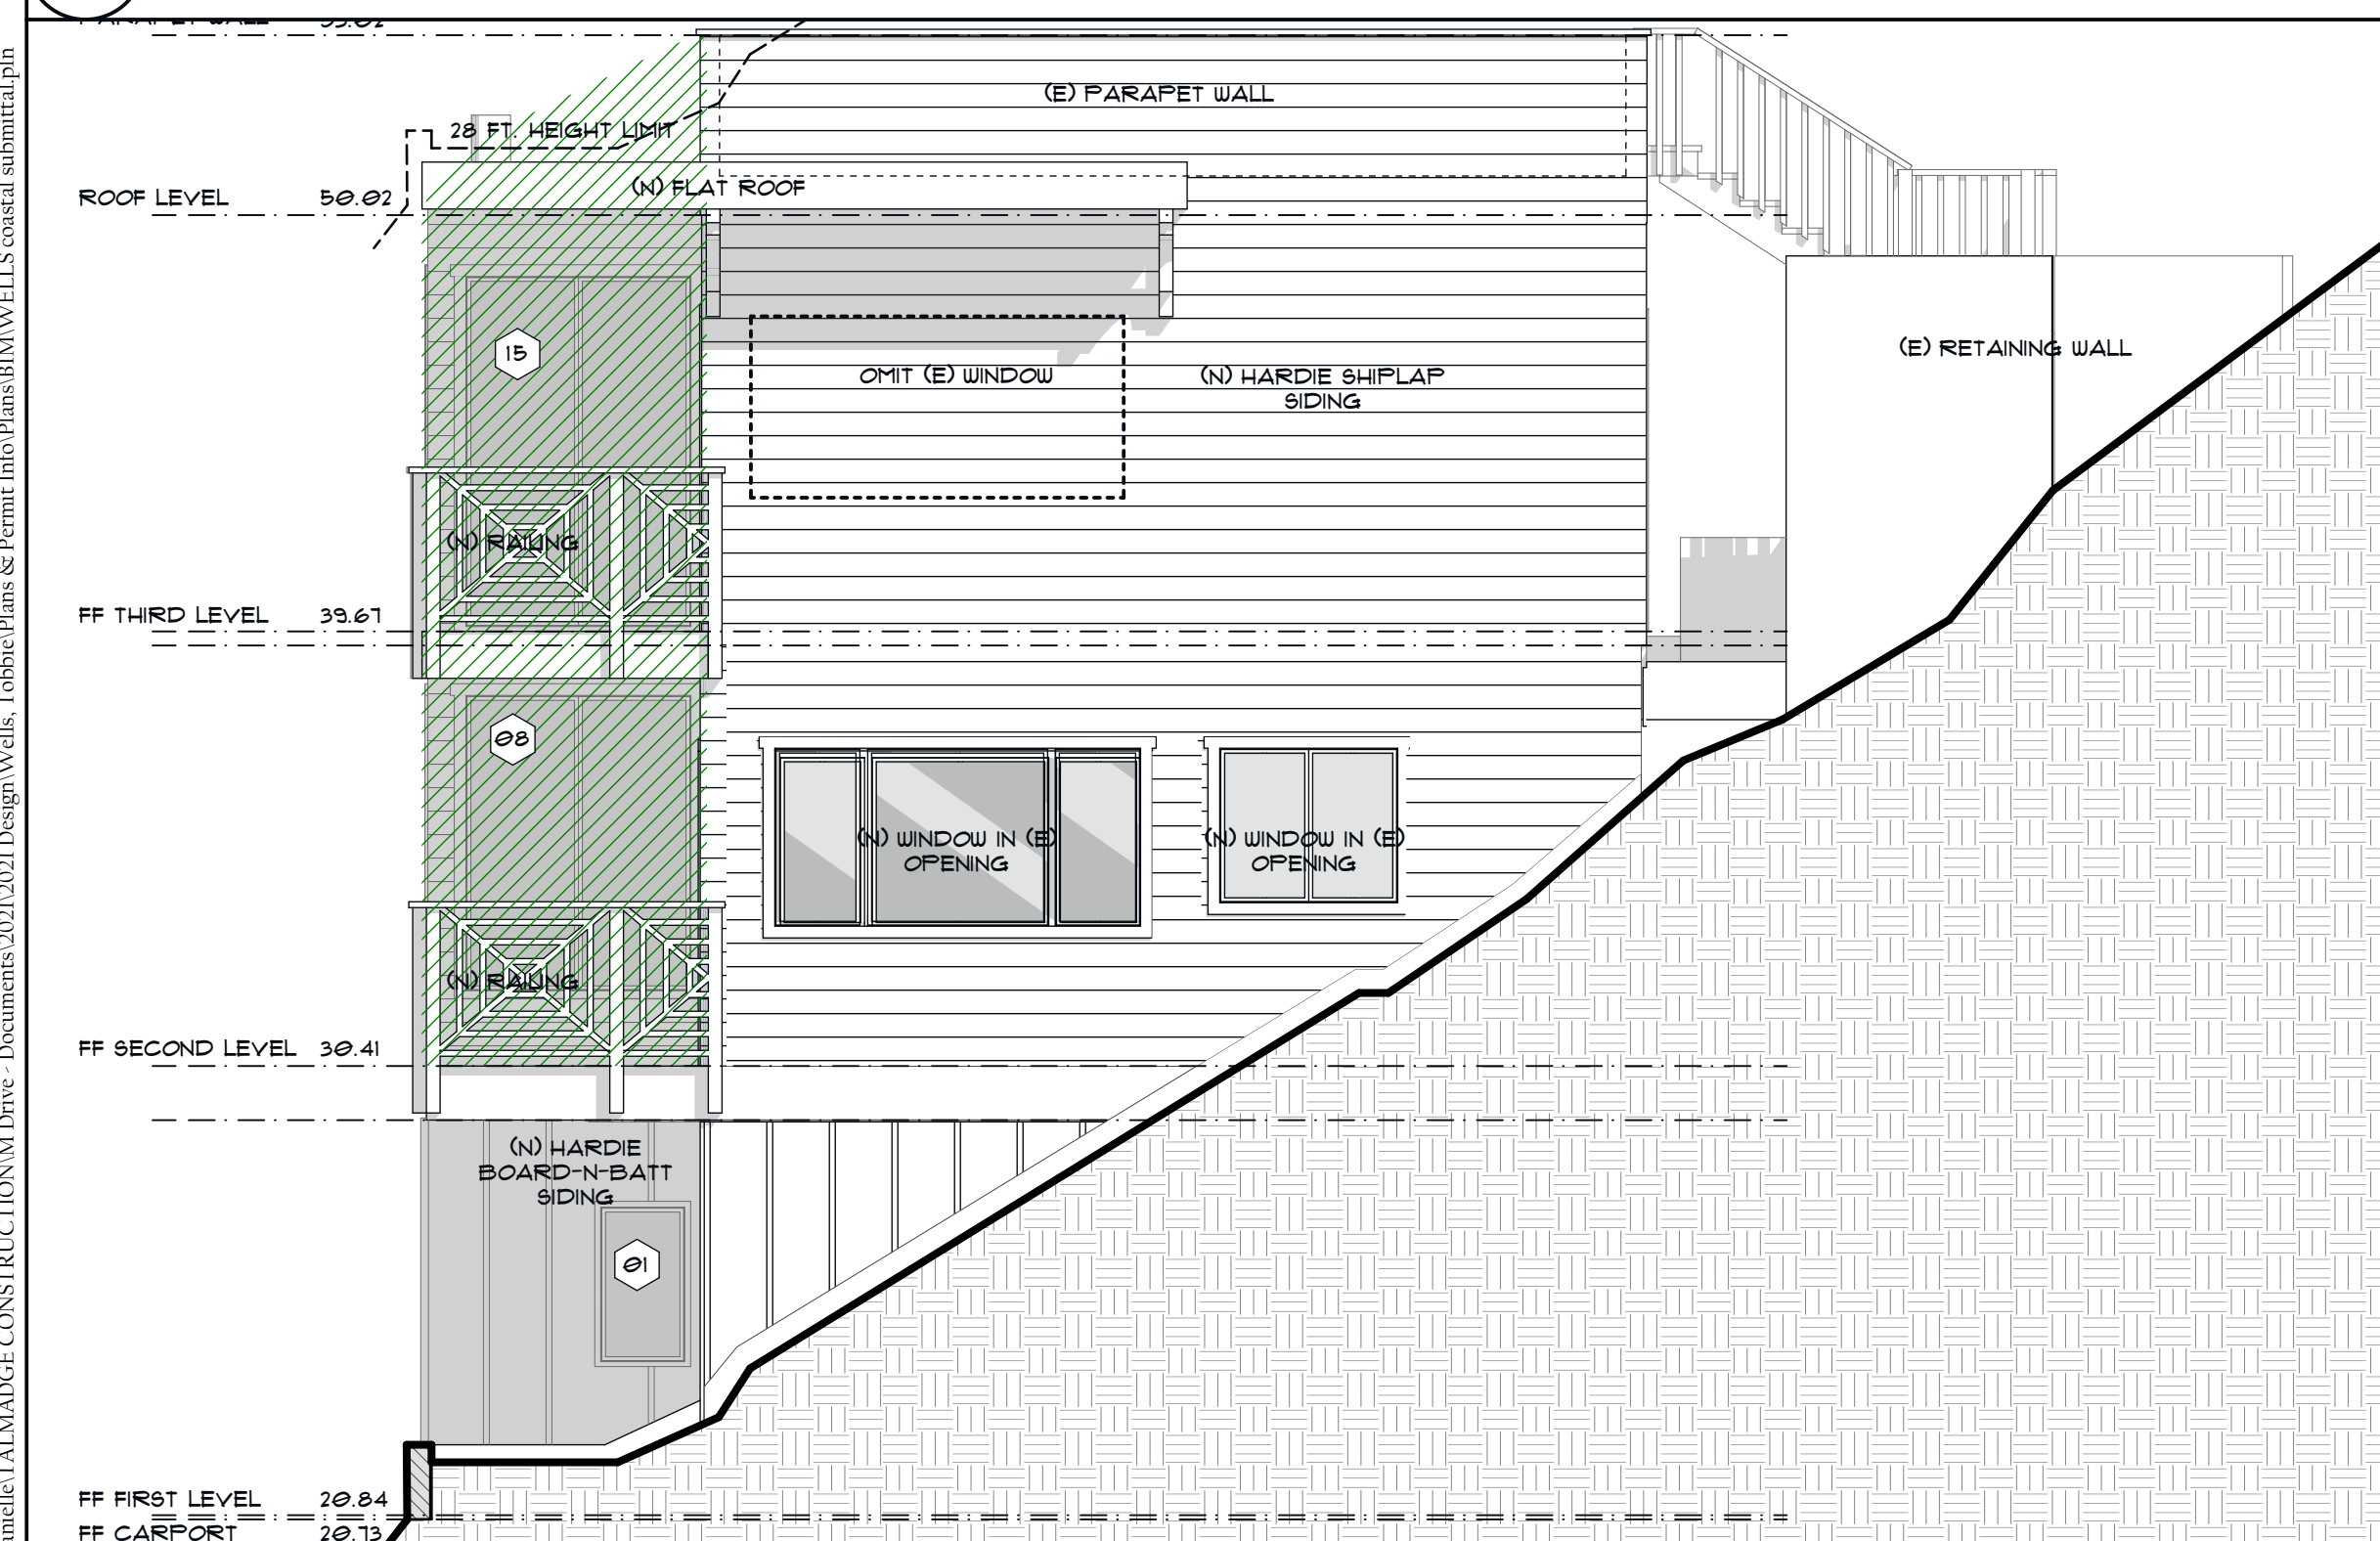 (E) PARAPET WALL
28 FT. HEIGHT LIMIT
(N) FLAT ROOF
ROOF LEVEL 50.02
15
OMIT (E) WINDOW
(N) HARDIE SHIPLAP
SIDING
(E) RETAINING WALL
(N) RAILING
FF THIRD LEVEL 39.67
08
(N) WINDOW IN (E)
OPENING
(N) WINDOW IN (E)
OPENING
(N) RAILING
FF SECOND LEVEL 30.41
(N) HARDIE
BOARD-N-BATT
SIDING
01
FF FIRST LEVEL 20.84
FF CARPORT 20.73
TALMADGE CONSTRUCTION\M Drive - Documents\2021\2021 Design\Wells, Tobbie\Plans & Permit Info\Plans\BIM\WELLS coastal submittal.pln